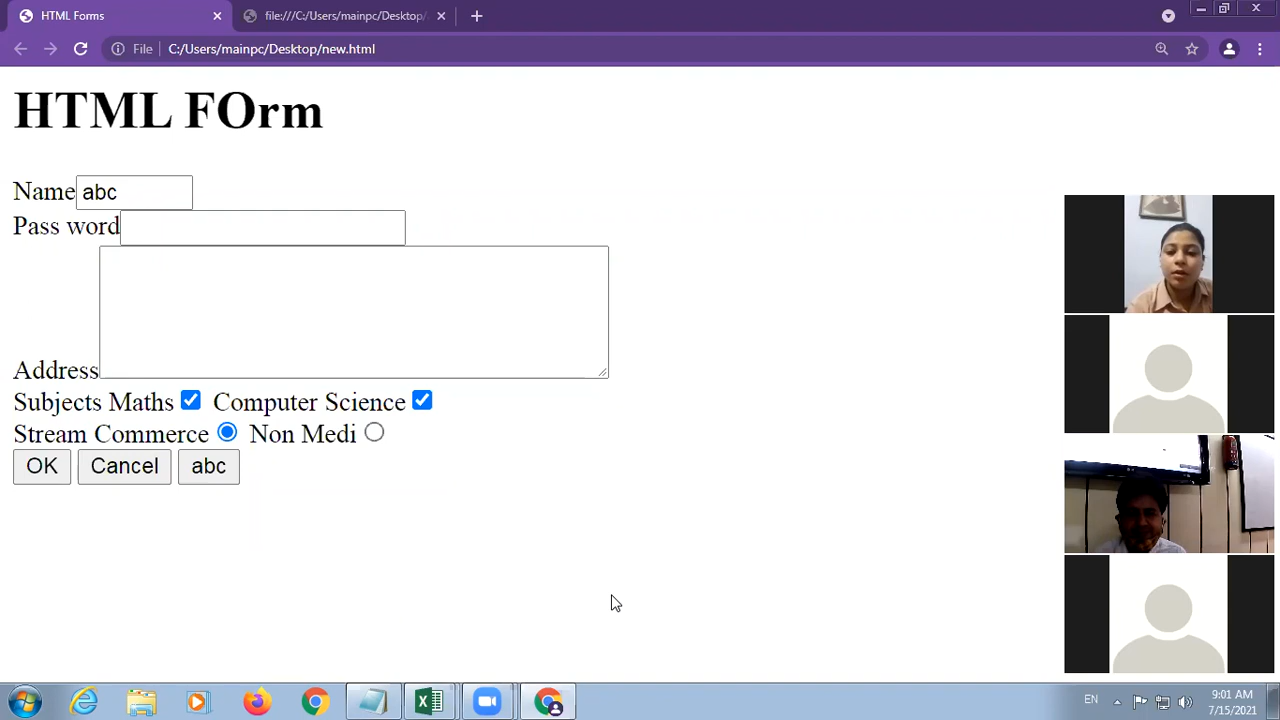 HTML Forms
file:///C:/Users/mainpc/Desktop/
File C:/Users/mainpc/Desktop/new.html
HTML FOrm
Name abc
Pass word
Address
Subjects Maths Computer Science
Stream Commerce Non Medi
OK Cancel abc
EN 9:01 AM
7/15/2021